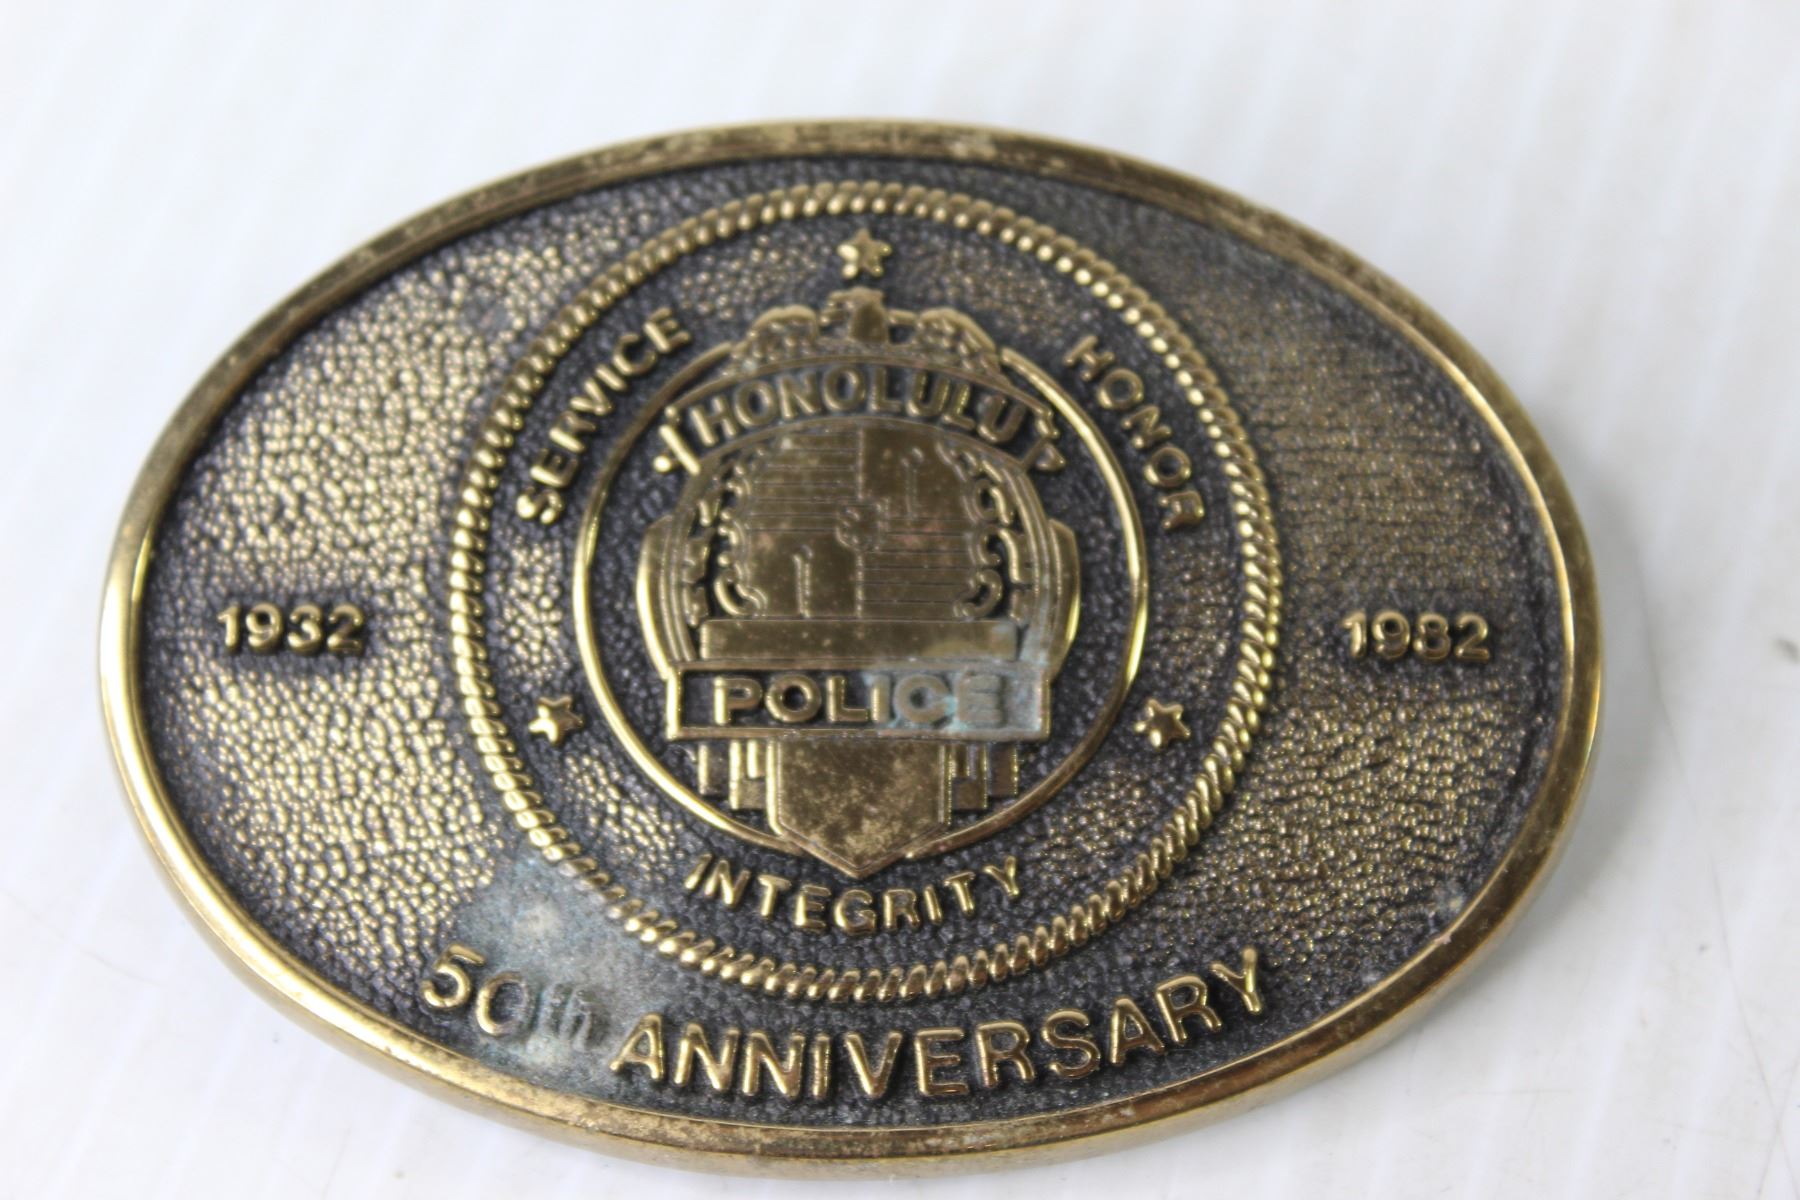 SERVICE
HONOR
HONOLULU
1932
1982
POLICE
INTEGRITY
50th ANNIVERSARY